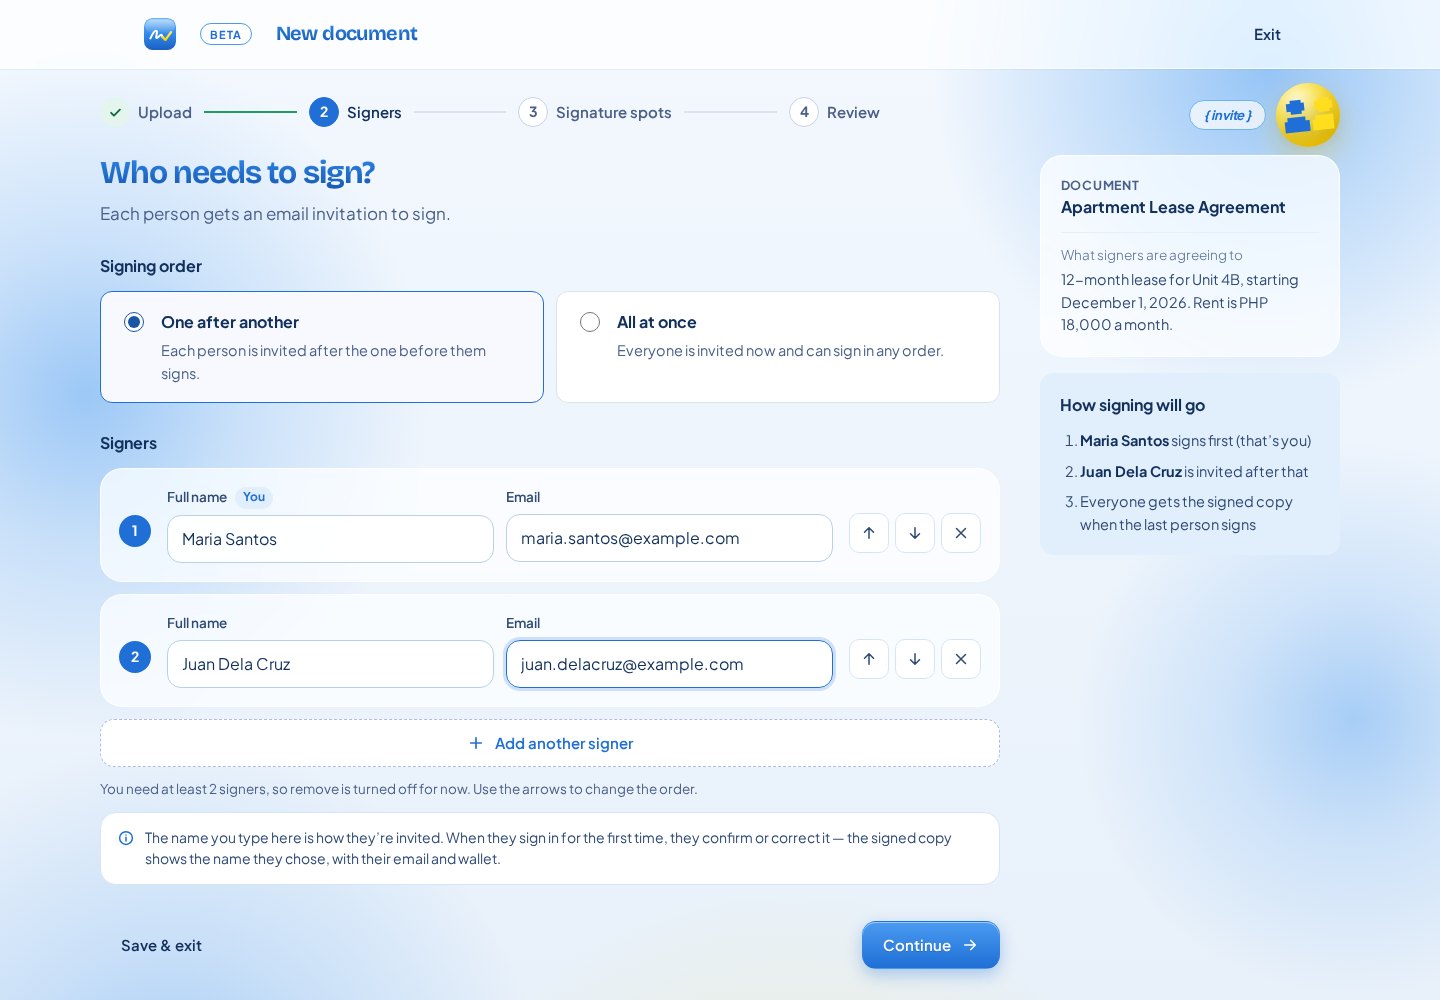 BETA
New document
Exit
Upload
2
Signers
3
Signature spots
4
Review
{ invite }
Who needs to sign?
Each person gets an email invitation to sign.
Signing order
One after another
Each person is invited after the one before them
signs.
All at once
Everyone is invited now and can sign in any order.
Signers
1
Full name
You
Maria Santos
Email
maria.santos@example.com
2
Full name
Juan Dela Cruz
Email
juan.delacruz@example.com
Add another signer
You need at least 2 signers, so remove is turned off for now. Use the arrows to change the order.
The name you type here is how they’re invited. When they sign in for the first time, they confirm or correct it — the signed copy
shows the name they chose, with their email and wallet.
Save & exit
Continue
DOCUMENT
Apartment Lease Agreement
What signers are agreeing to
12–month lease for Unit 4B, starting
December 1, 2026. Rent is PHP
18,000 a month.
How signing will go
1. Maria Santos signs first (that’s you)
2. Juan Dela Cruz is invited after that
3. Everyone gets the signed copy
when the last person signs